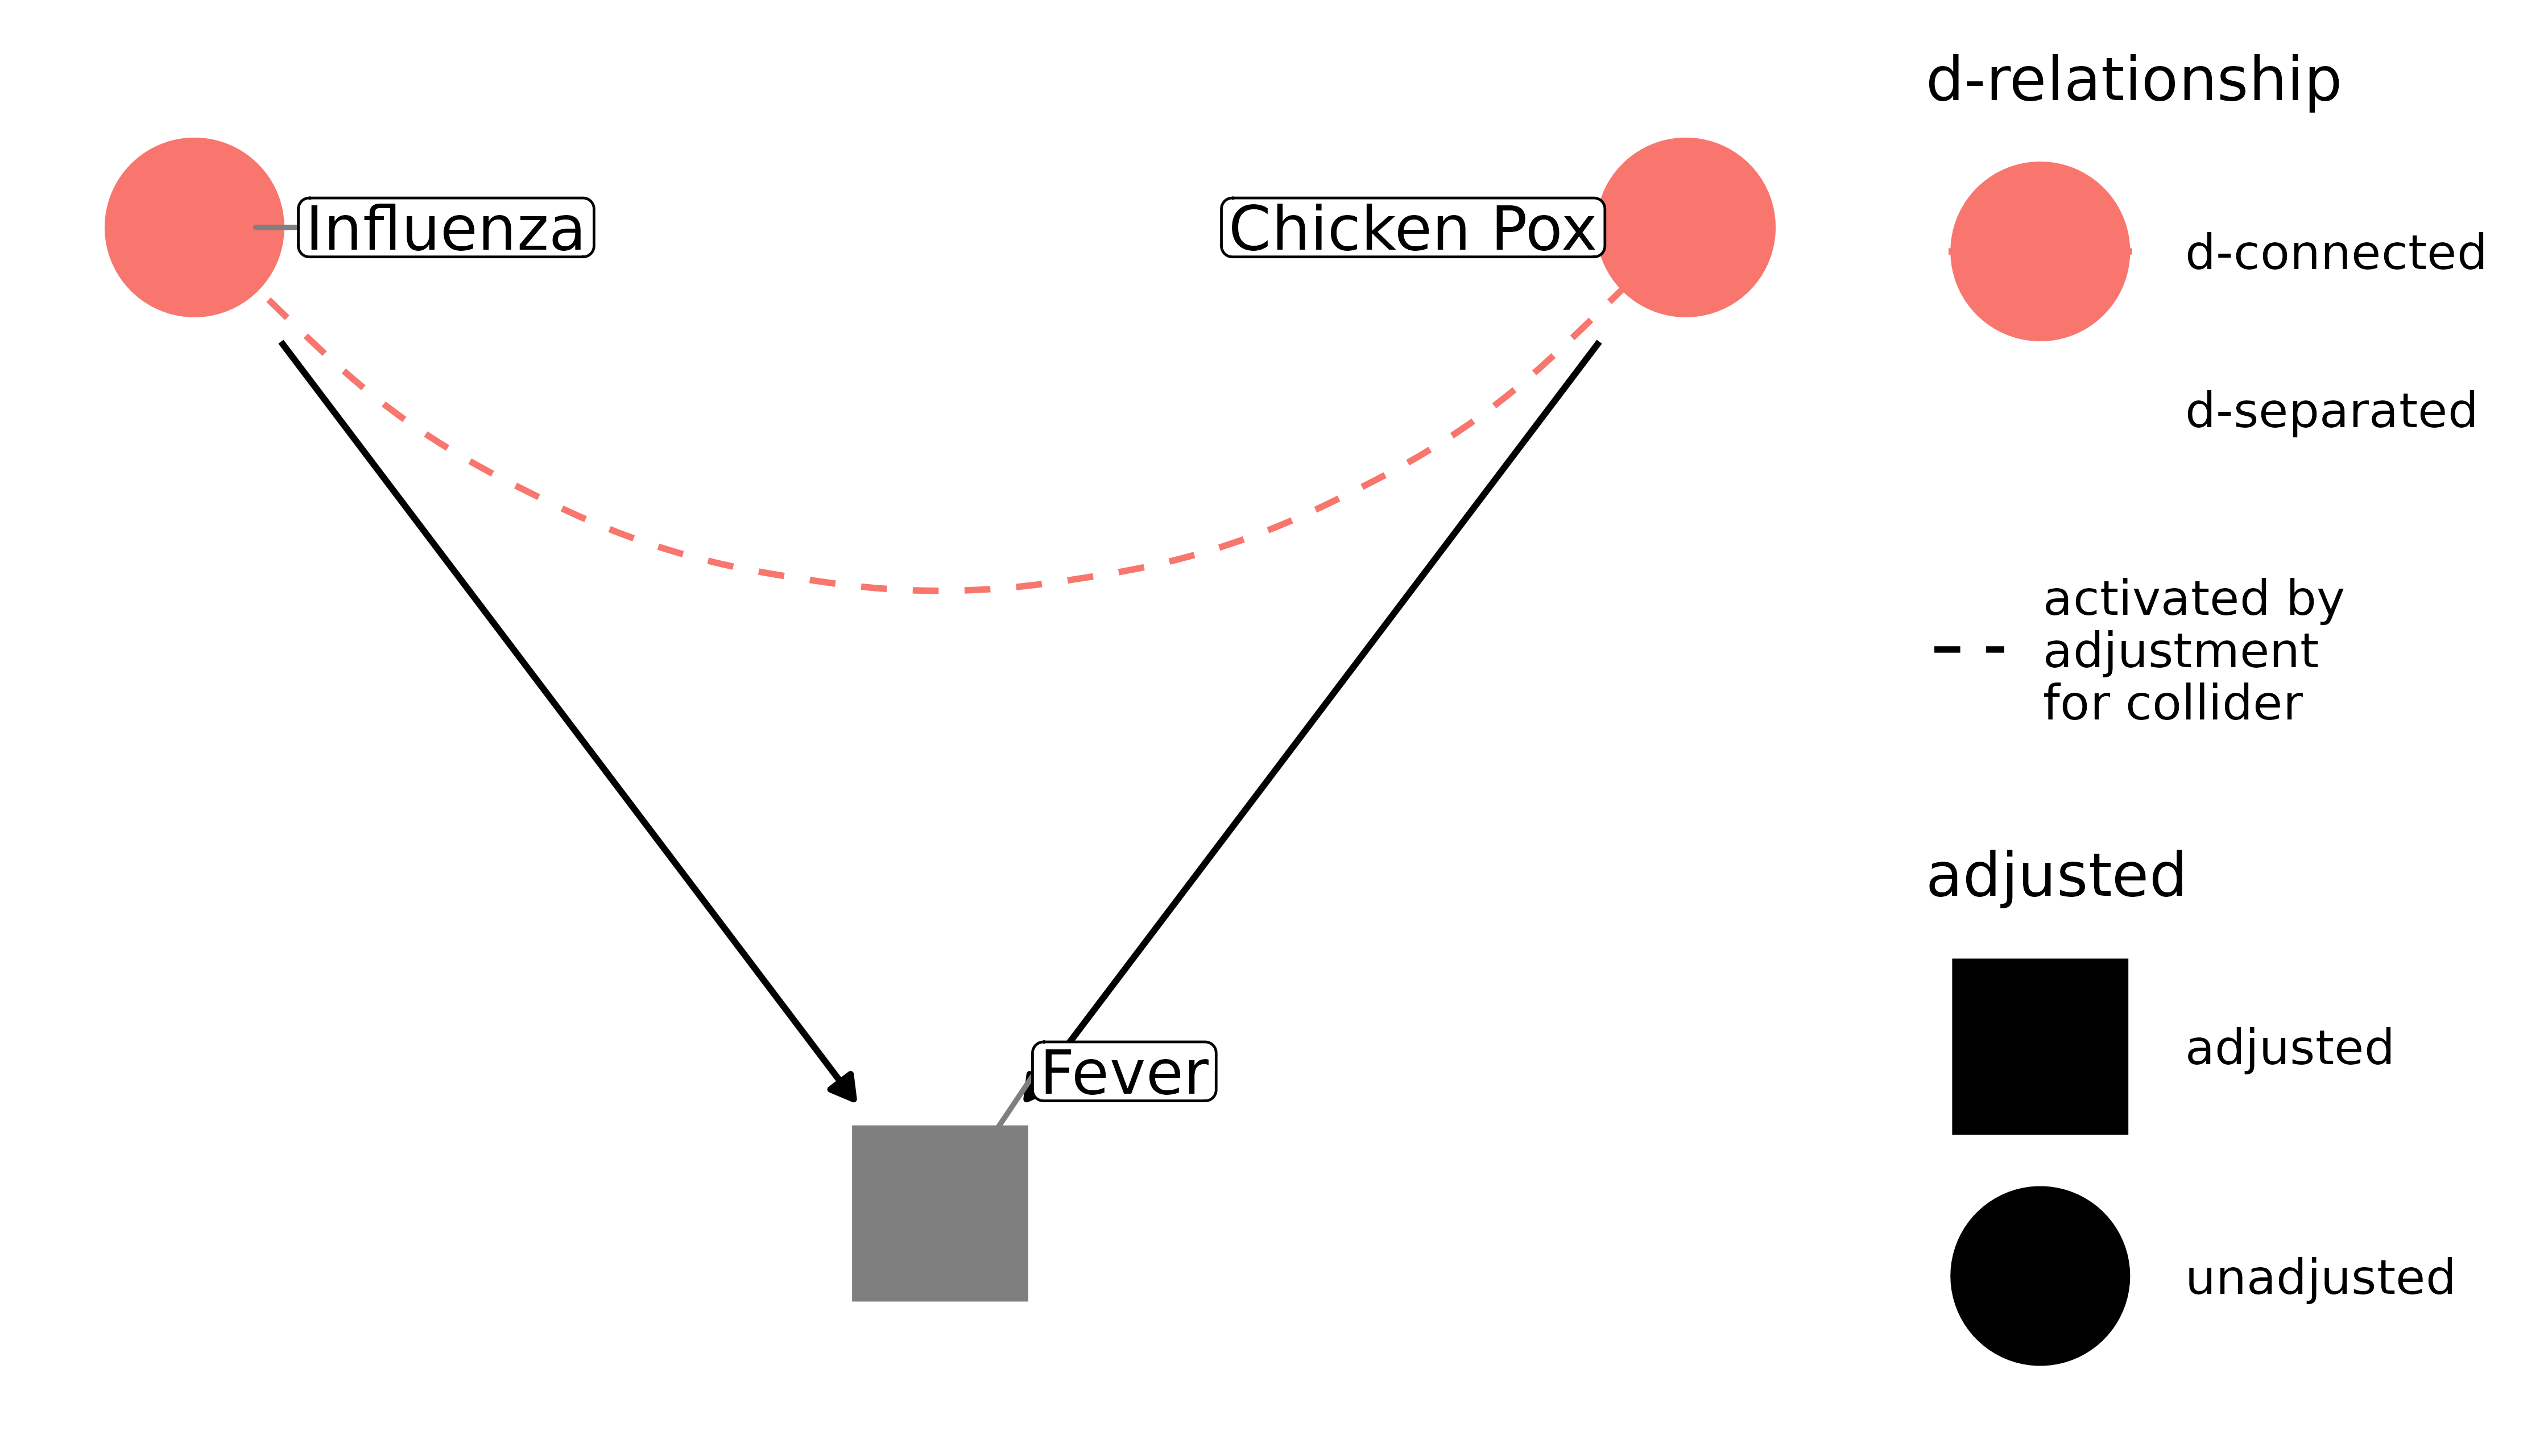 Influenza
Chicken Pox
Fever
d-relationship
d-connected
d-separated
activated by
adjustment
for collider
adjusted
adjusted
unadjusted